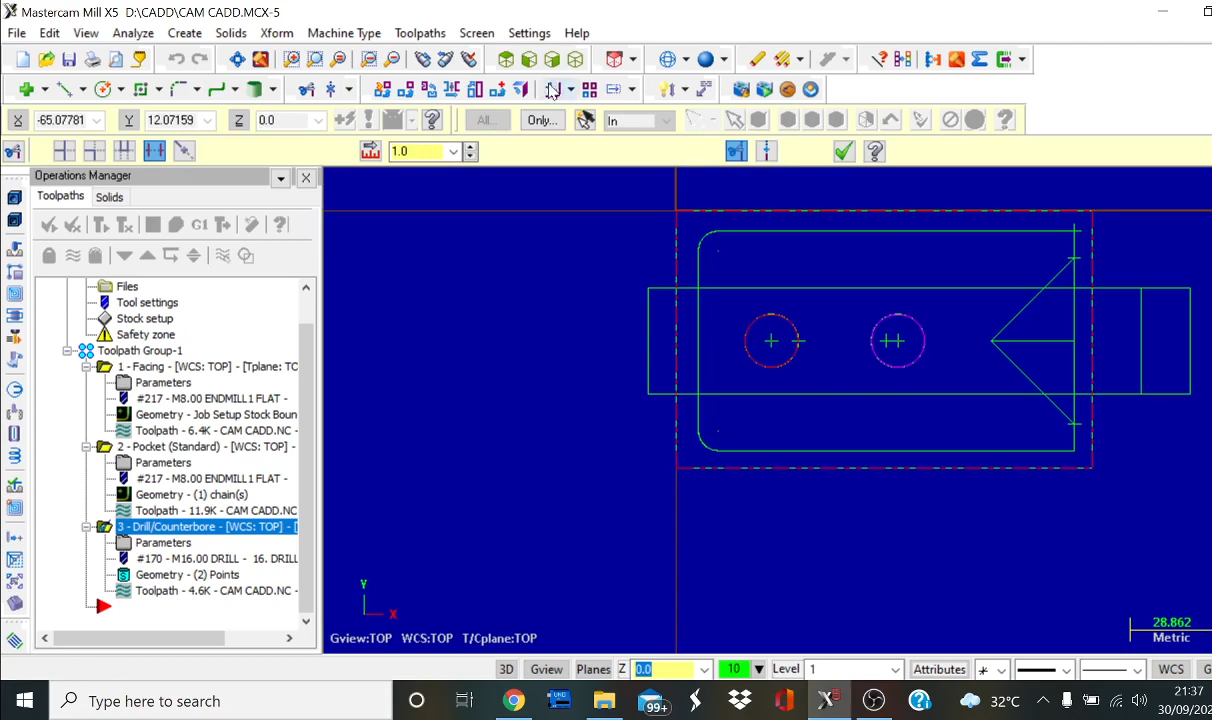 Mastercam Mill X5 D:\CADD\CAM CADD.MCX-5
File Edit View Analyze Create Solids Xform Machine Type Toolpaths Screen Settings Help
X -65.07781 Y 12.07159 Z 0.0 All... Only... In
1.0
Operations Manager
Toolpaths Solids
G1
Files
Tool settings
Stock setup
Safety zone
Toolpath Group-1
1 - Facing - [WCS: TOP] - [Tplane: TO
Parameters
#217 - M8.00 ENDMILL1 FLAT -
Geometry - Job Setup Stock Boun
Toolpath - 6.4K - CAM CADD.NC -
2 - Pocket (Standard) - [WCS: TOP] -
Parameters
#217 - M8.00 ENDMILL1 FLAT -
Geometry - (1) chain(s)
Toolpath - 11.9K - CAM CADD.NC
3 - Drill/Counterbore - [WCS: TOP] - [
Parameters
#170 - M16.00 DRILL - 16. DRILL
Geometry - (2) Points
Toolpath - 4.6K - CAM CADD.NC -
Y
X
Gview:TOP WCS:TOP T/Cplane:TOP
28.862
Metric
3D Gview Planes Z 0.0 10 Level 1 Attributes WCS G
Type here to search
99+
32°C
21:37
30/09/202